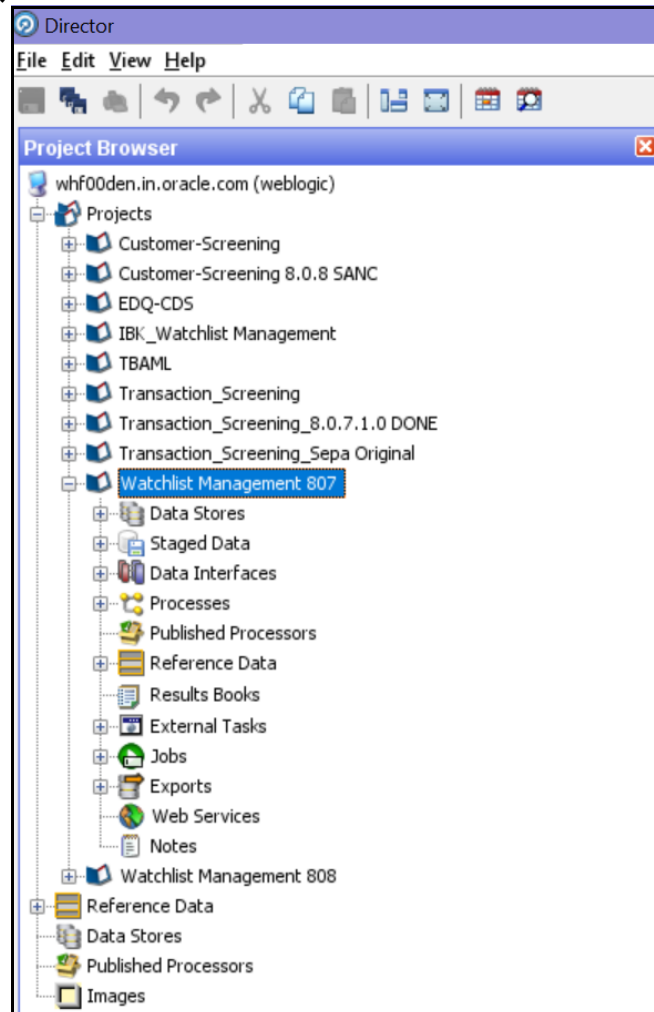 Director
File Edit View Help
Project Browser
whf00den.in.oracle.com (weblogic)
Projects
Customer-Screening
Customer-Screening 8.0.8 SANC
EDQ-CDS
IBK_Watchlist Management
TBAML
Transaction_Screening
Transaction_Screening_8.0.7.1.0 DONE
Transaction_Screening_Sepa Original
Watchlist Management 807
Data Stores
Staged Data
Data Interfaces
Processes
Published Processors
Reference Data
Results Books
External Tasks
Jobs
Exports
Web Services
Notes
Watchlist Management 808
Reference Data
Data Stores
Published Processors
Images